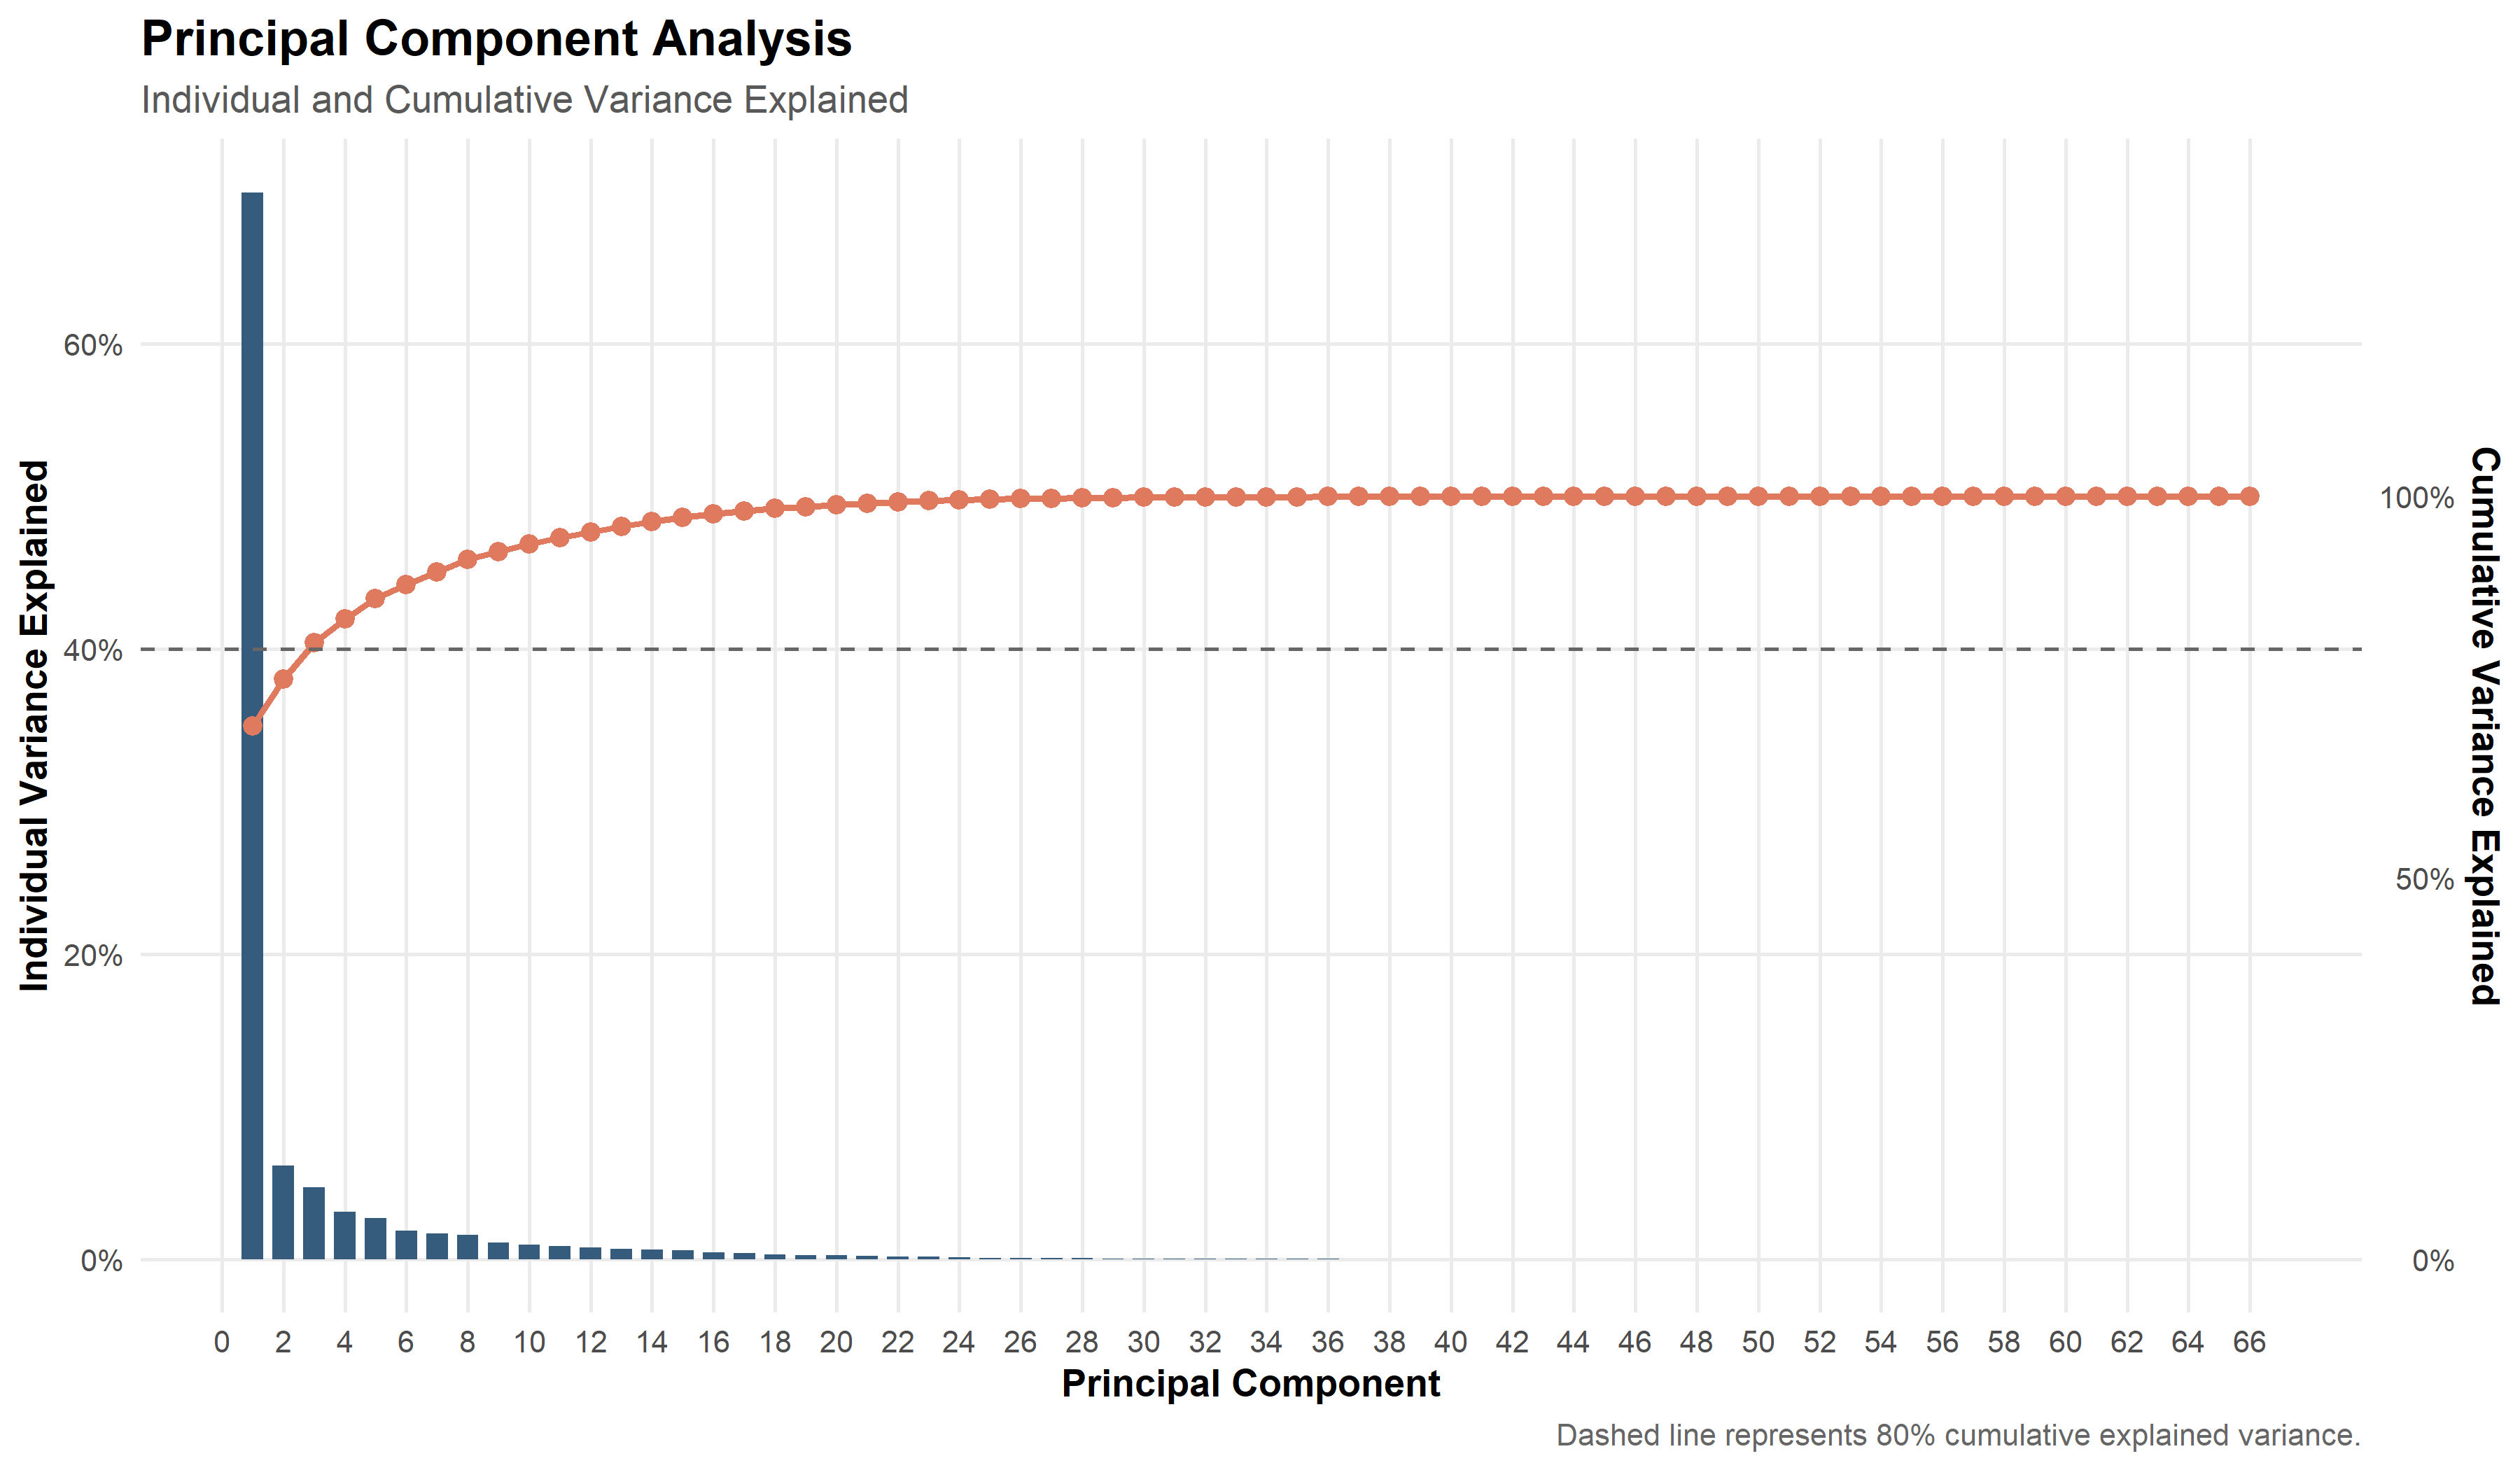 Principal Component Analysis
Individual and Cumulative Variance Explained
Individual Variance Explained
60%
40%
20%
0%
Cumulative Variance Explained
100%
50%
0%
0 2 4 6 8 10 12 14 16 18 20 22 24 26 28 30 32 34 36 38 40 42 44 46 48 50 52 54 56 58 60 62 64 66
Principal Component
Dashed line represents 80% cumulative explained variance.